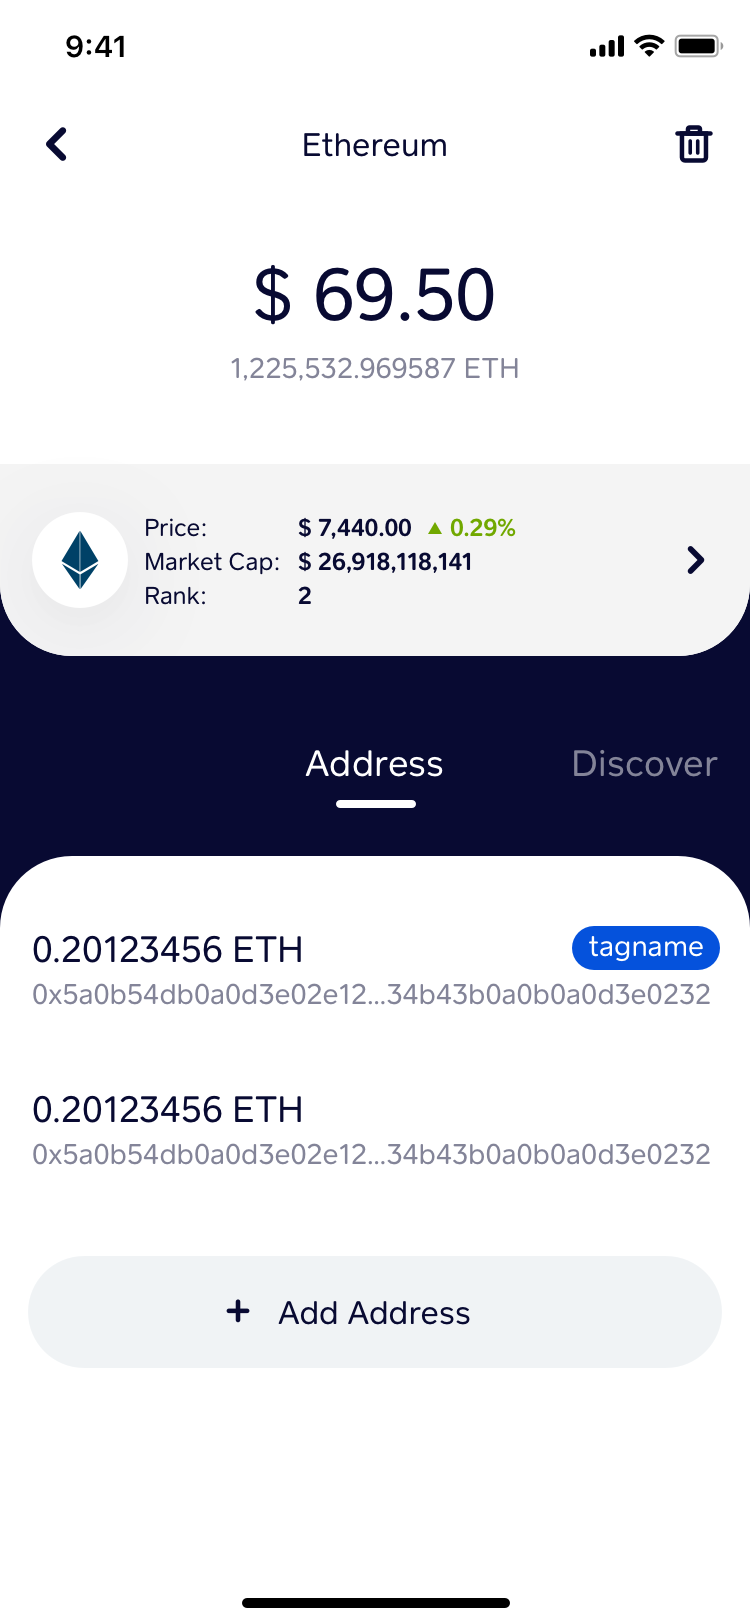 9:41
Ethereum
$ 69.50
1,225,532.969587 ETH
Price: $ 7,440.00 ▲ 0.29%
Market Cap: $ 26,918,118,141
Rank: 2
Address Discover
0.20123456 ETH tagname
0x5a0b54db0a0d3e02e12...34b43b0a0b0a0d3e0232
0.20123456 ETH
0x5a0b54db0a0d3e02e12...34b43b0a0b0a0d3e0232
+ Add Address